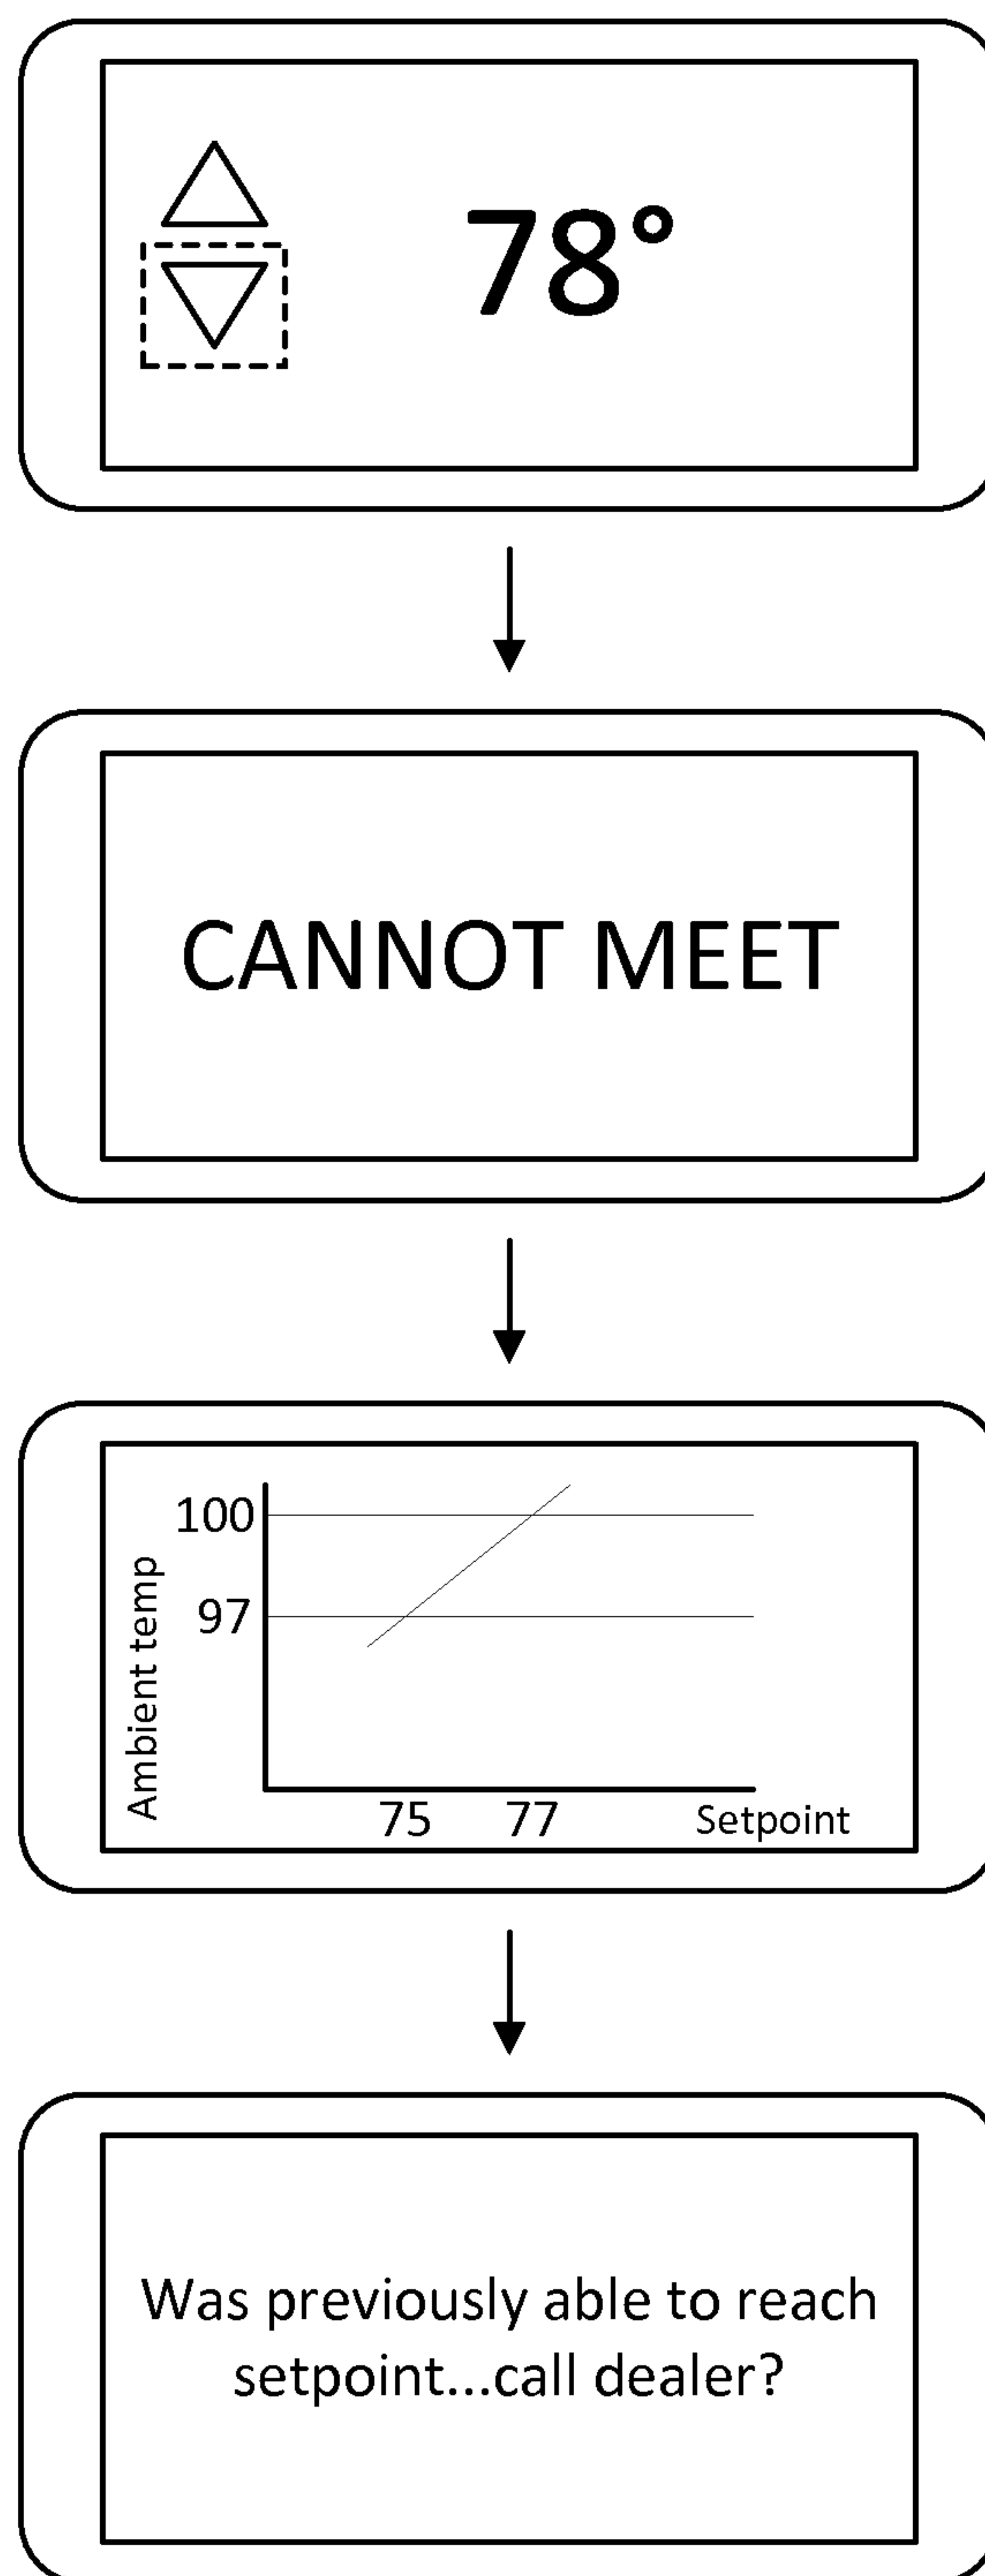 78°
CANNOT MEET
100
97
Ambient temp
75 77 Setpoint
Was previously able to reach
setpoint...call dealer?